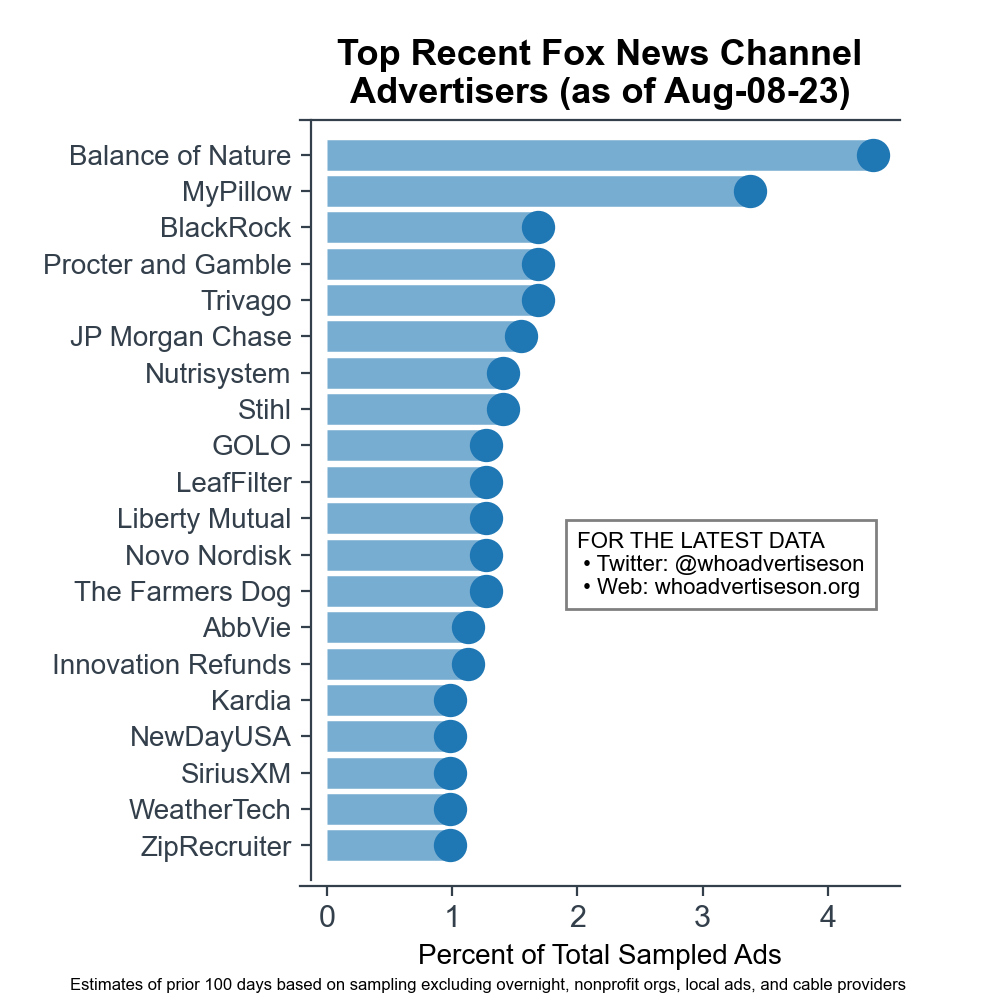 Top Recent Fox News Channel
Advertisers (as of Aug-08-23)
Balance of Nature
MyPillow
BlackRock
Procter and Gamble
Trivago
JP Morgan Chase
Nutrisystem
Stihl
GOLO
LeafFilter
Liberty Mutual
Novo Nordisk
The Farmers Dog
AbbVie
Innovation Refunds
Kardia
NewDayUSA
SiriusXM
WeatherTech
ZipRecruiter
FOR THE LATEST DATA
• Twitter: @whoadvertiseson
• Web: whoadvertiseson.org
0 1 2 3 4
Percent of Total Sampled Ads
Estimates of prior 100 days based on sampling excluding overnight, nonprofit orgs, local ads, and cable providers